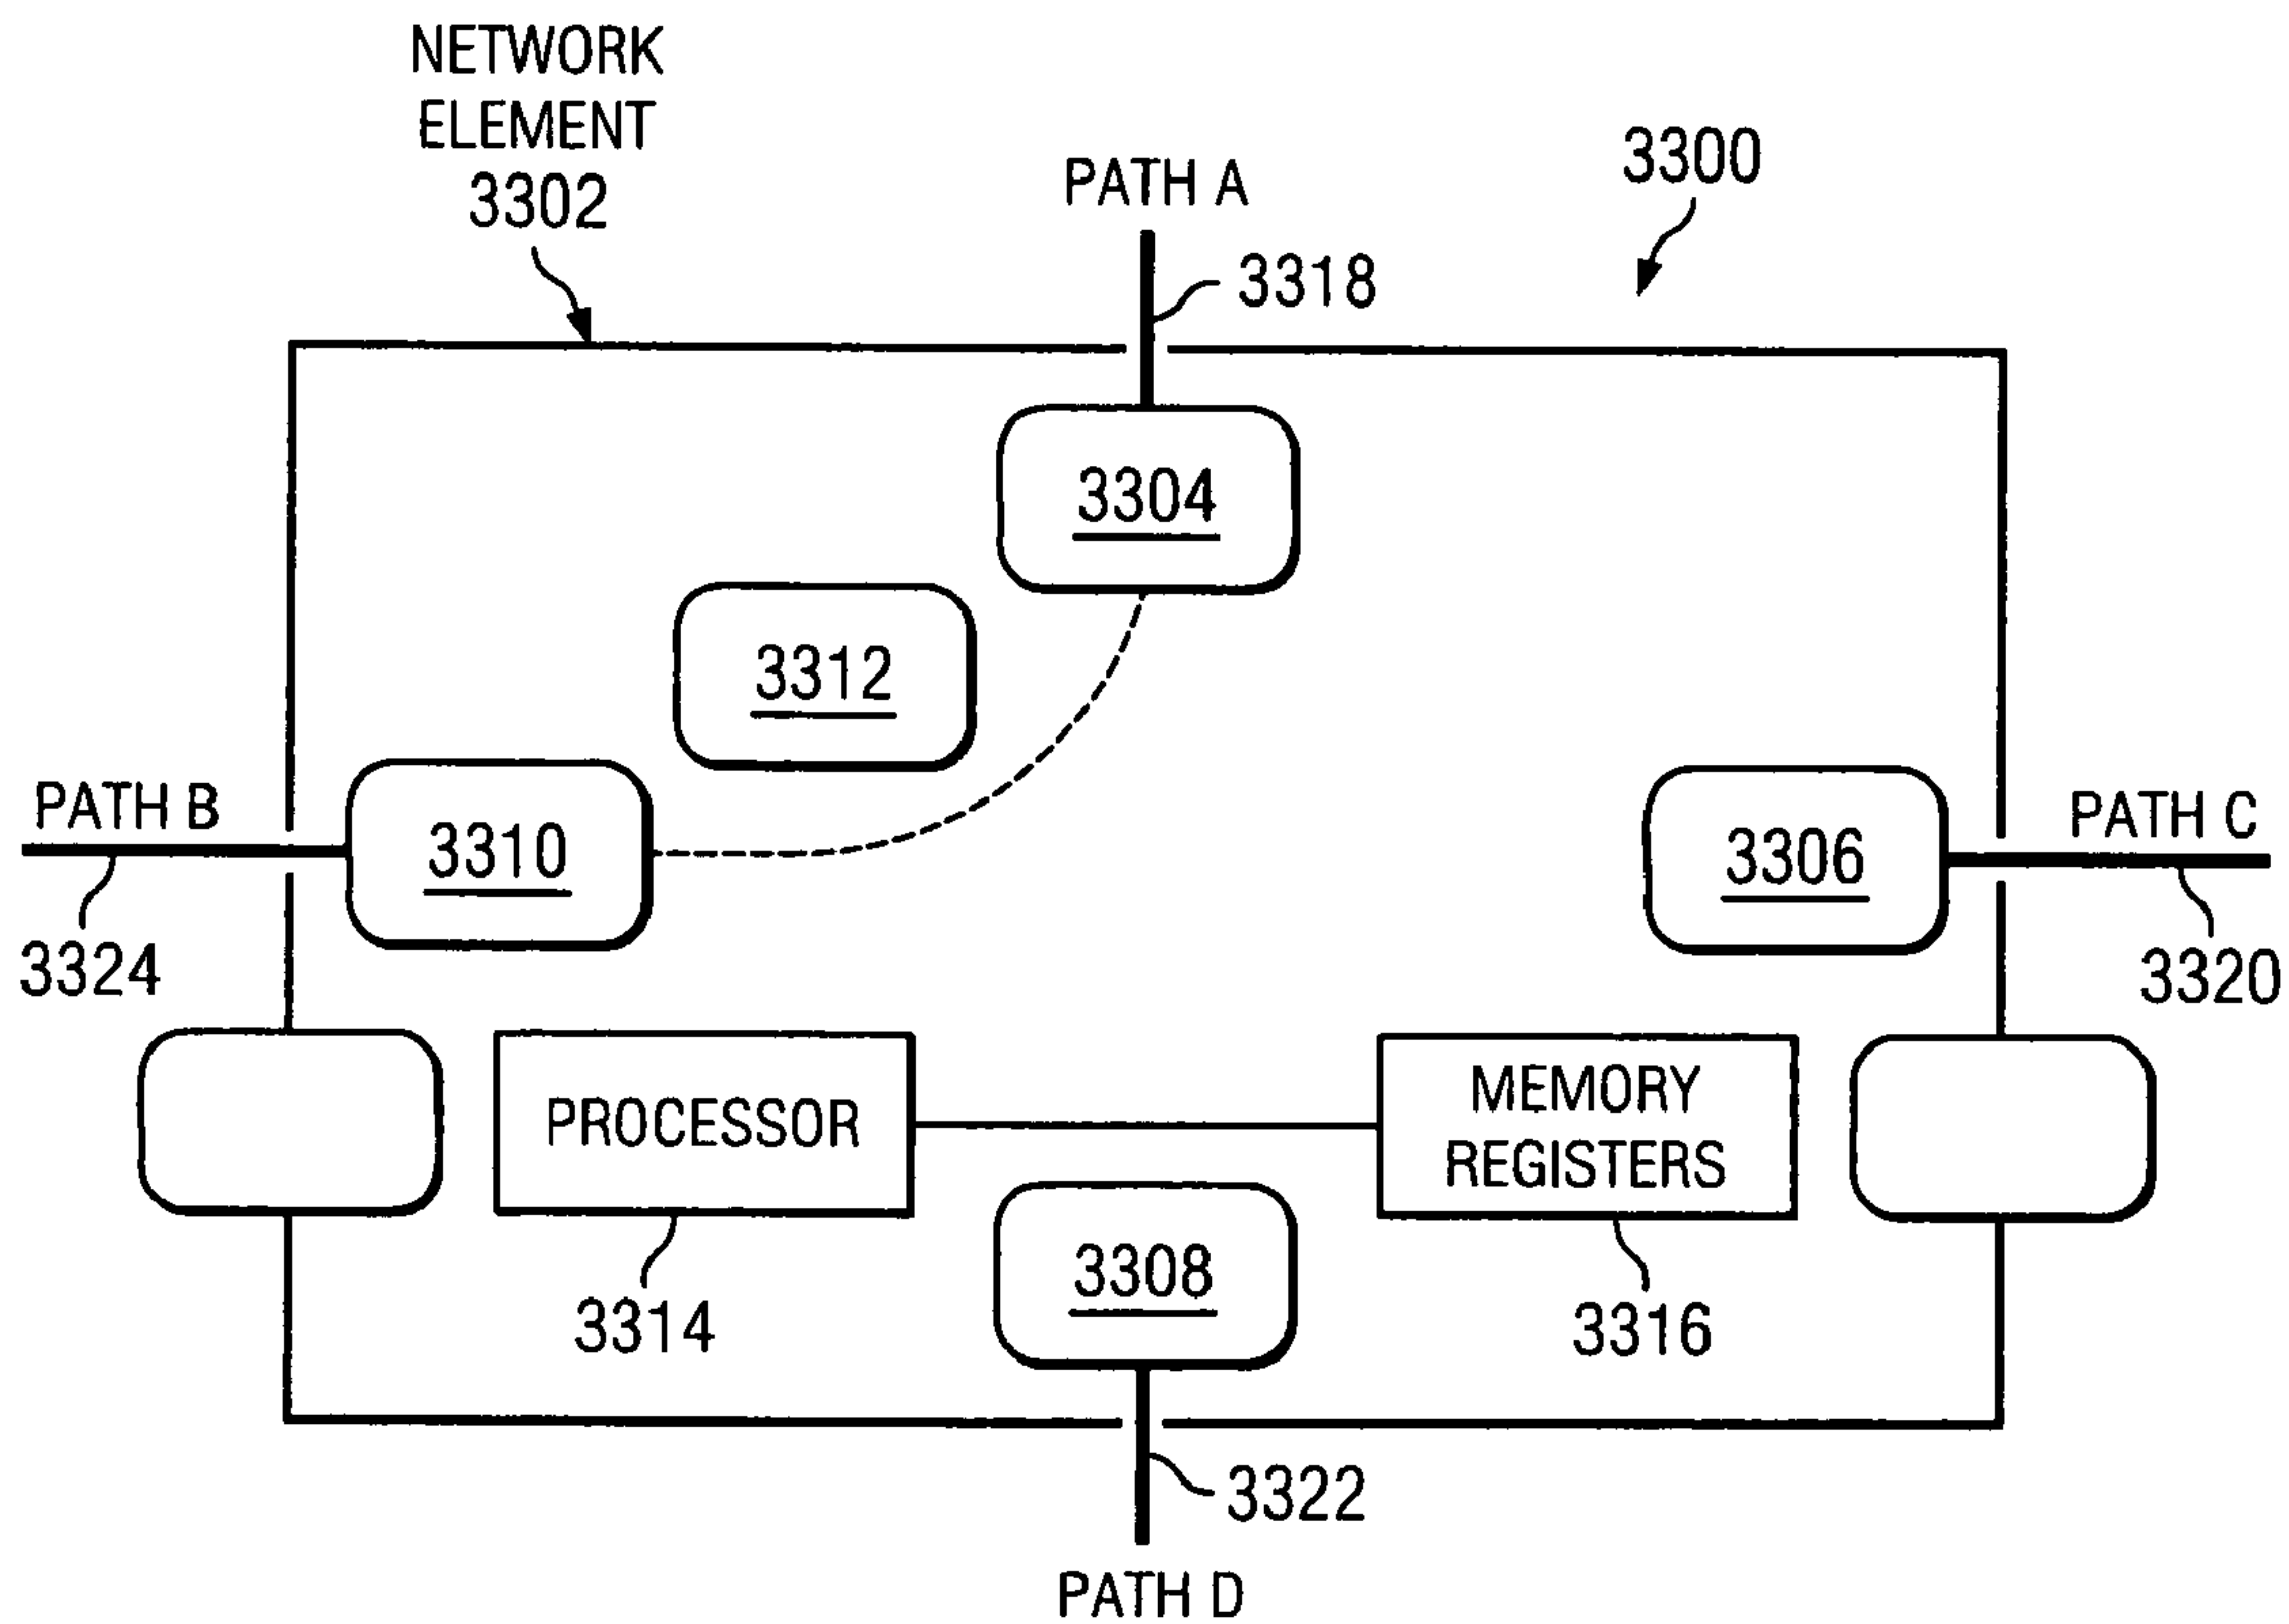 NETWORK
ELEMENT
3302
PATH A
3300
3318
3304
3312
PATH B
3310
3306
PATH C
3324
3320
PROCESSOR
MEMORY
REGISTERS
3308
3314
3316
3322
PATH D